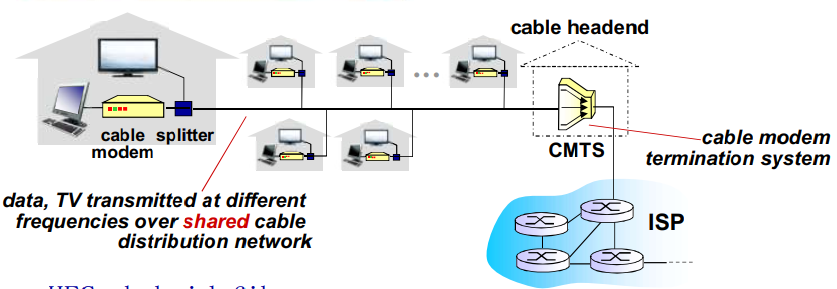 cable headend
cable
modem
splitter
CMTS
cable modem
termination system
data, TV transmitted at different
frequencies over shared cable
distribution network
ISP